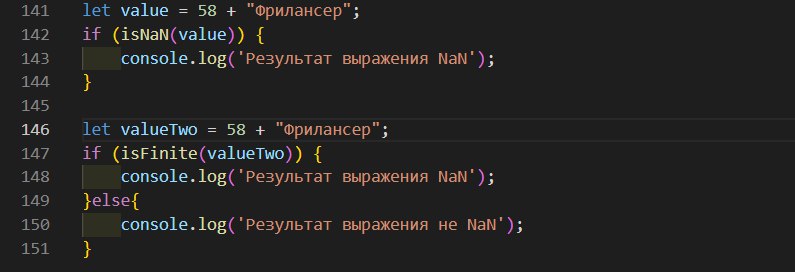 141 let value = 58 + "Фрилансер";
142 if (isNaN(value)) {
143     console.log('Результат выражения NaN');
144 }
145
146 let valueTwo = 58 + "Фрилансер";
147 if (isFinite(valueTwo)) {
148     console.log('Результат выражения NaN');
149 }else{
150     console.log('Результат выражения не NaN');
151 }